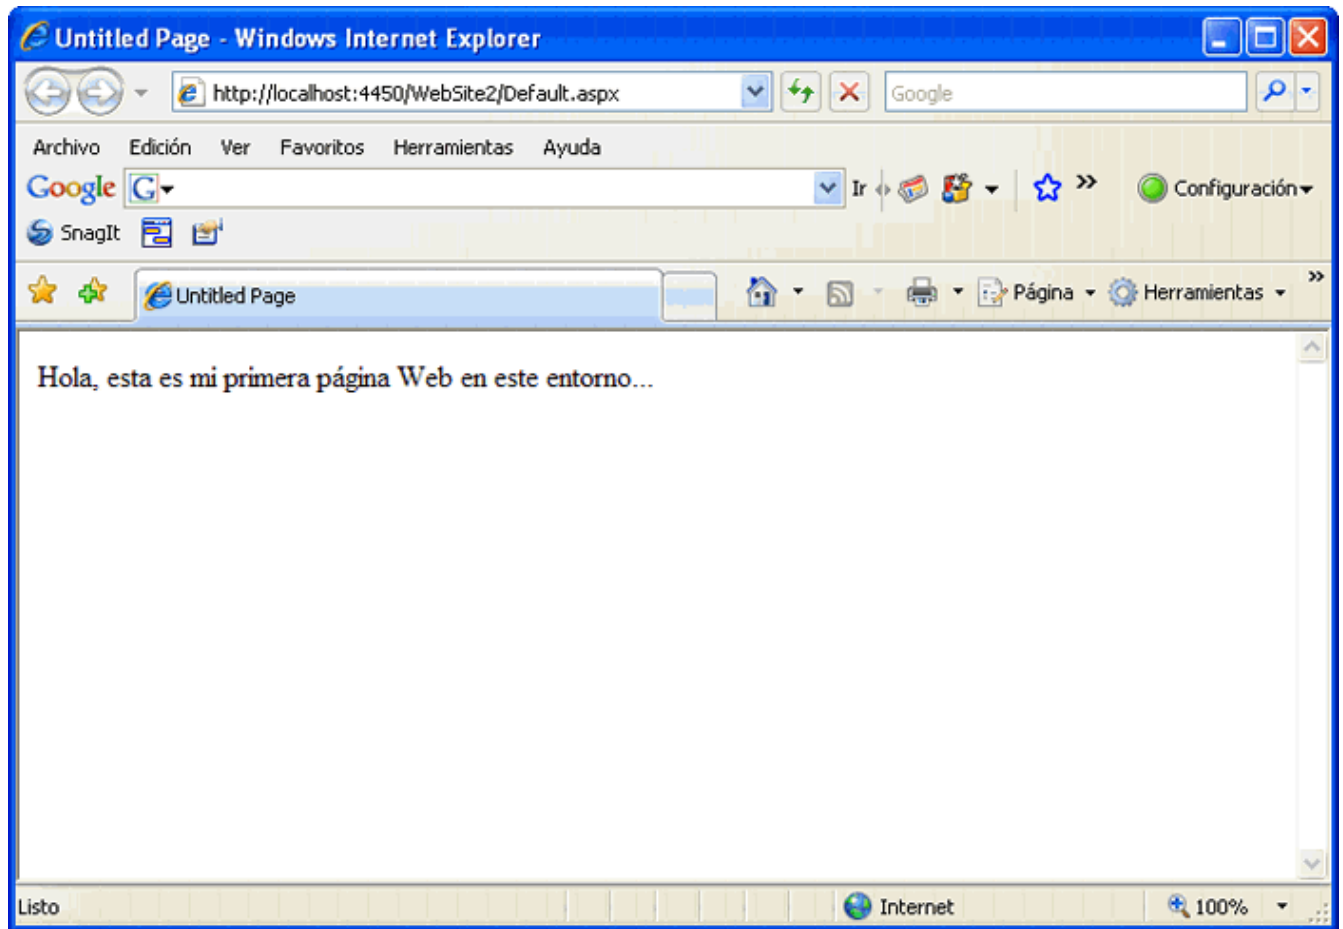 Untitled Page - Windows Internet Explorer
http://localhost:4450/WebSite2/Default.aspx Google
Archivo Edición Ver Favoritos Herramientas Ayuda
Google G Ir » Configuración
SnagIt
Untitled Page Página Herramientas »
Hola, esta es mi primera página Web en este entorno...
Listo Internet 100%